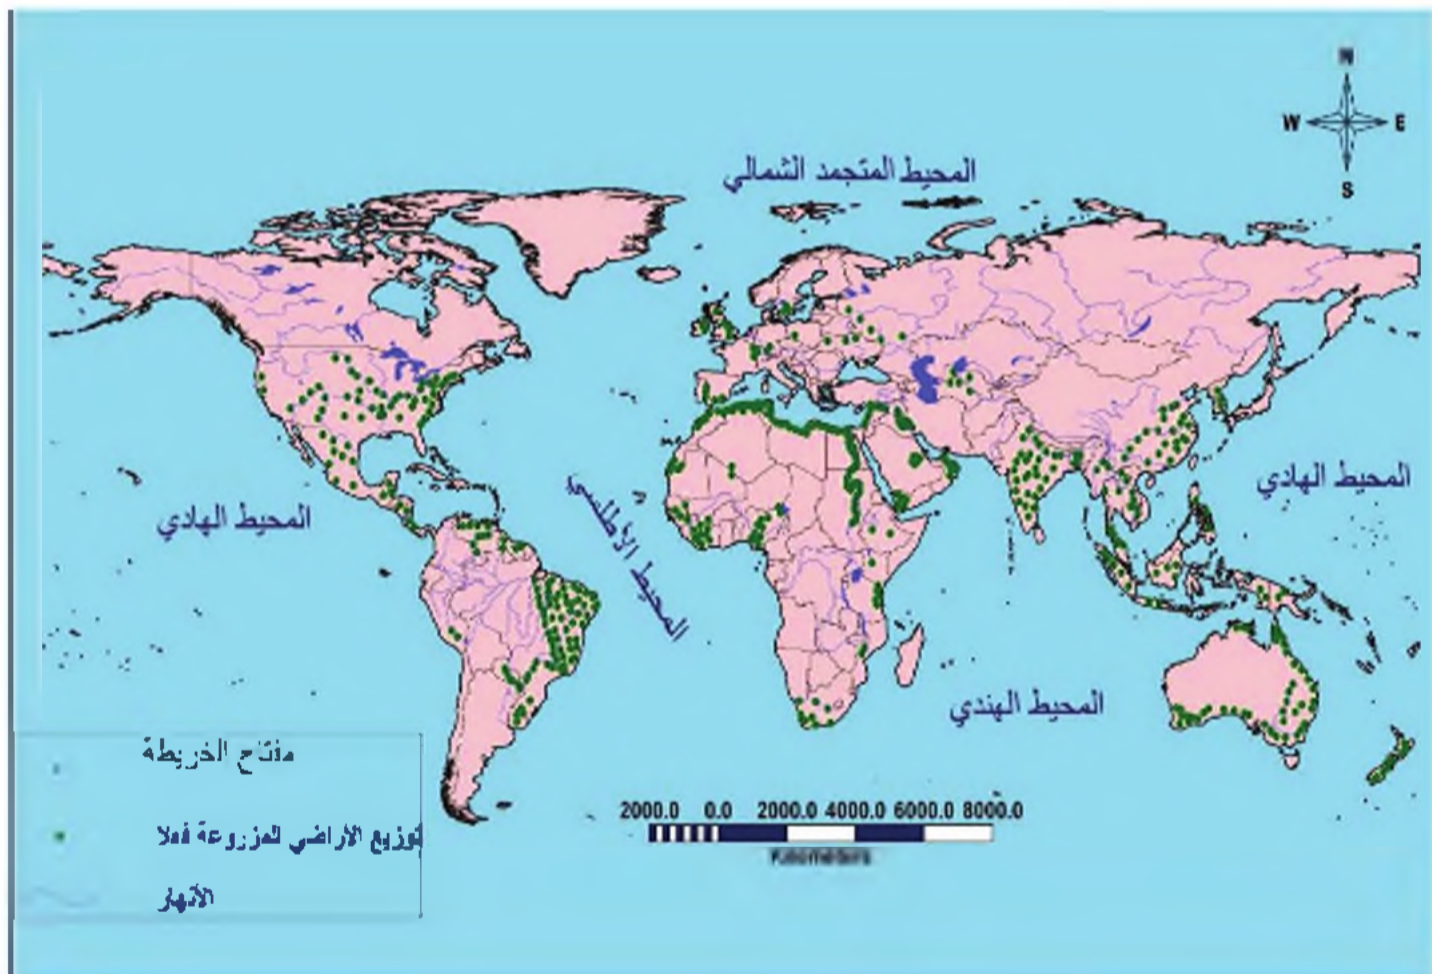 N
W E
S
المحيط المتجمد الشمالي
المحيط الهادي
المحيط الأطلسي
المحيط الهادي
المحيط الهندي
مفتاح الخريطة
توزيع الأراضي المزروعة فعلا
الأنهار
2000.0 0.0 2000.0 4000.0 6000.0 8000.0
Kilometers